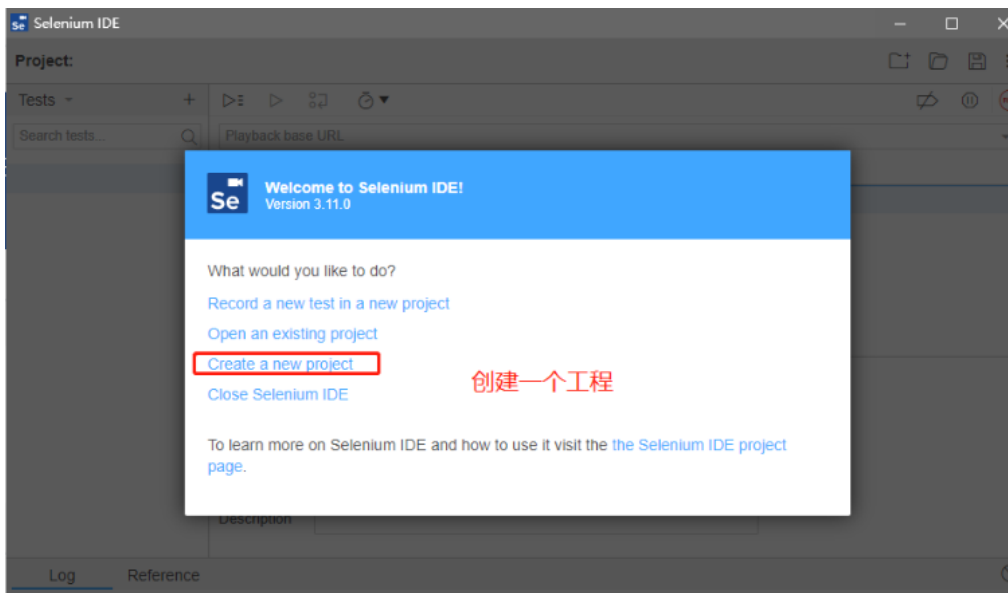 Se Selenium IDE
Project:
Tests
Search tests...
Playback base URL
Se
Welcome to Selenium IDE!
Version 3.11.0
What would you like to do?
Record a new test in a new project
Open an existing project
Create a new project
创建一个工程
Close Selenium IDE
To learn more on Selenium IDE and how to use it visit the the Selenium IDE project
page.
Description
Log Reference